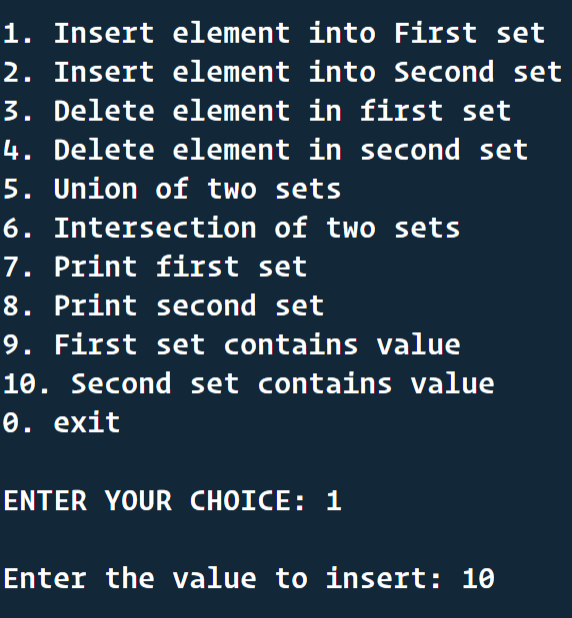 1. Insert element into First set
2. Insert element into Second set
3. Delete element in first set
4. Delete element in second set
5. Union of two sets
6. Intersection of two sets
7. Print first set
8. Print second set
9. First set contains value
10. Second set contains value
0. exit
ENTER YOUR CHOICE: 1
Enter the value to insert: 10